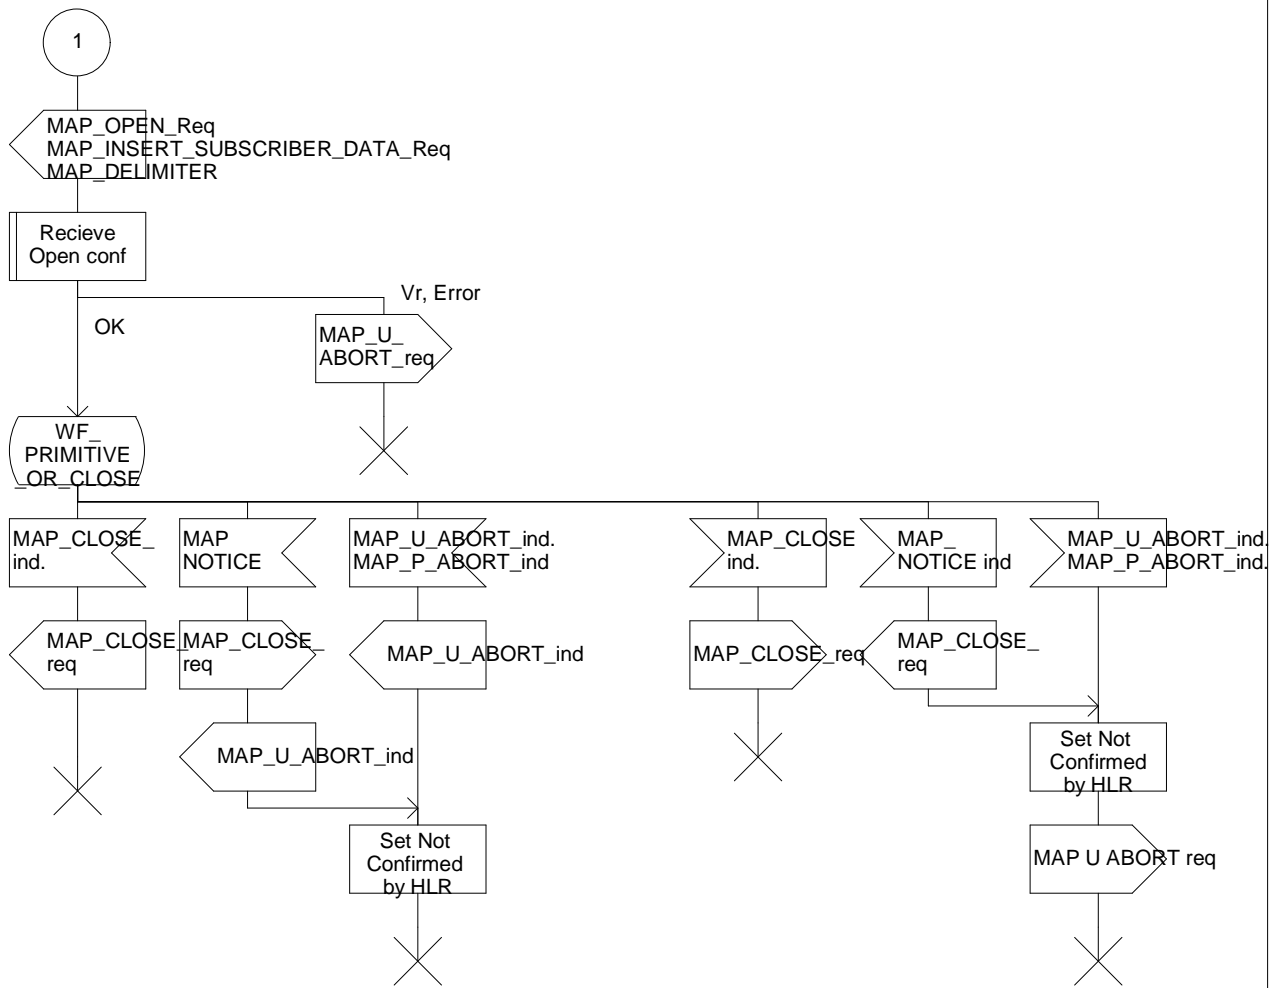 1
MAP_OPEN_Req
MAP_INSERT_SUBSCRIBER_DATA_Req
MAP_DELIMITER
Recieve
Open conf
Vr, Error
OK
MAP_U_
ABORT_req
WF_
PRIMITIVE
_OR_CLOSE
MAP_CLOSE_
ind.
MAP
NOTICE
MAP_U_ABORT_ind.
MAP_P_ABORT_ind
MAP_CLOSE
ind.
MAP_
NOTICE ind
MAP_U_ABORT_ind.
MAP_P_ABORT_ind.
MAP_CLOSE_
req
MAP_CLOSE_
req
MAP_U_ABORT_ind
MAP_CLOSE_req
MAP_CLOSE_
req
MAP_U_ABORT_ind
Set Not
Confirmed
by HLR
Set Not
Confirmed
by HLR
MAP U ABORT req